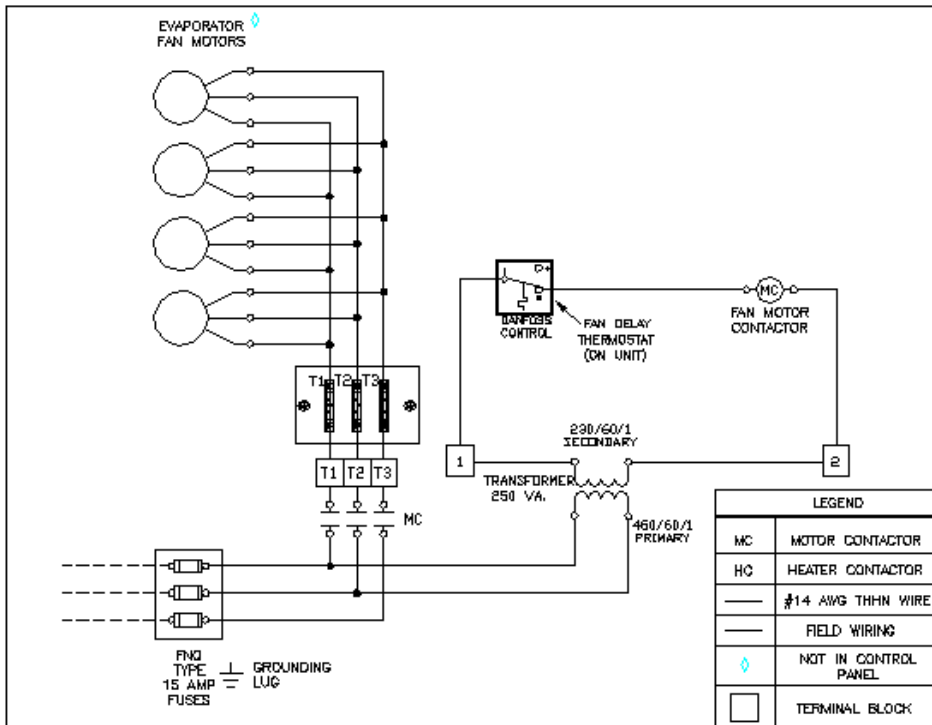 EVAPORATOR
FAN MOTORS
DANFOSS
CONTROL
FAN DELAY
THERMOSTAT
(ON UNIT)
MC
FAN MOTOR
CONTACTOR
T1 T2 T3
230/60/1
SECONDARY
1
2
TRANSFORMER
250 VA.
460/60/1
PRIMARY
T1 T2 T3
MC
FNQ
TYPE
15 AMP
FUSES
GROUNDING
LUG
LEGEND
MC MOTOR CONTACTOR
HC HEATER CONTACTOR
#14 AWG THHN WIRE
FIELD WIRING
NOT IN CONTROL
PANEL
TERMINAL BLOCK